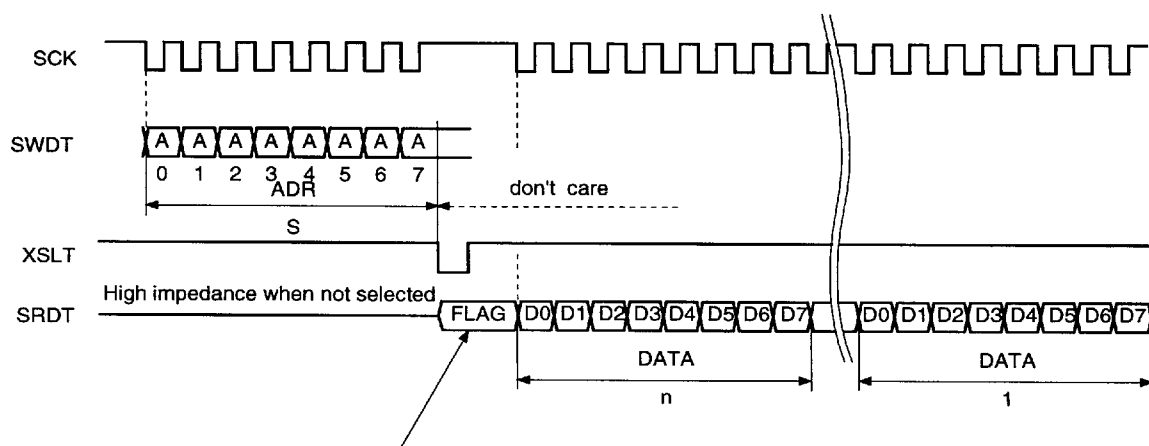 SCK
SWDT
A A A A A A A A
0 1 2 3 4 5 6 7
ADR
don't care
S
XSLT
High impedance when not selected
SRDT
FLAG D0 D1 D2 D3 D4 D5 D6 D7 D0 D1 D2 D3 D4 D5 D6 D7
DATA DATA
n 1